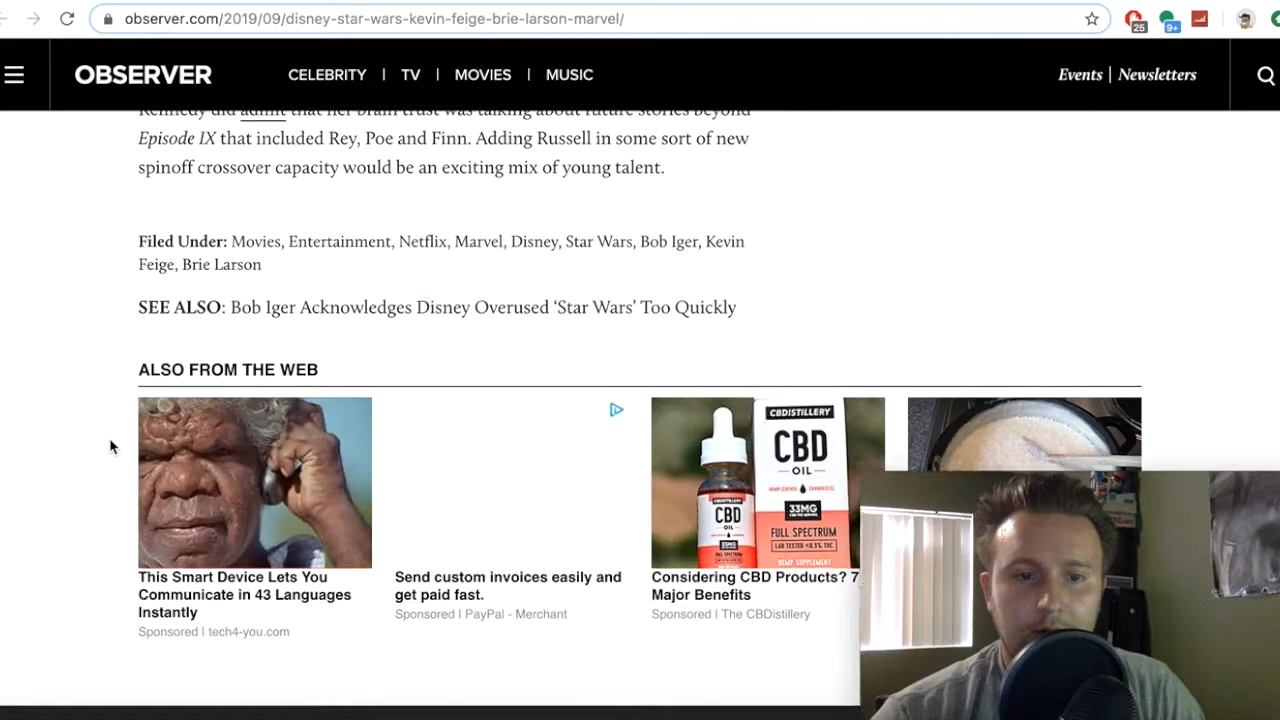 observer.com/2019/09/disney-star-wars-kevin-feige-brie-larson-marvel/
25
9+
OBSERVER
CELEBRITY | TV | MOVIES | MUSIC
Events | Newsletters
Kennedy did admit that her brain trust was talking about future stories beyond
Episode IX that included Rey, Poe and Finn. Adding Russell in some sort of new
spinoff crossover capacity would be an exciting mix of young talent.
Filed Under: Movies, Entertainment, Netflix, Marvel, Disney, Star Wars, Bob Iger, Kevin
Feige, Brie Larson
SEE ALSO: Bob Iger Acknowledges Disney Overused ‘Star Wars’ Too Quickly
ALSO FROM THE WEB
CBDISTILLERY
CBD
OIL
33MG
FULL SPECTRUM
CBD
OIL
This Smart Device Lets You
Communicate in 43 Languages
Instantly
Sponsored | tech4-you.com
Send custom invoices easily and
get paid fast.
Sponsored | PayPal - Merchant
Considering CBD Products? 7
Major Benefits
Sponsored | The CBDistillery